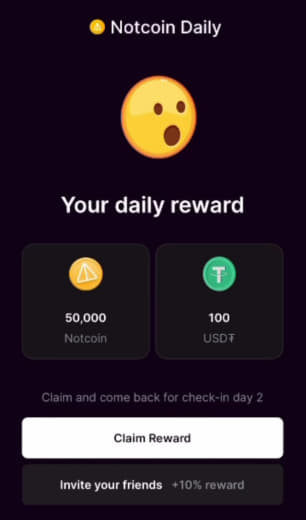 Notcoin Daily
Your daily reward
50,000
Notcoin
100
USD₮
Claim and come back for check-in day 2
Claim Reward
Invite your friends +10% reward